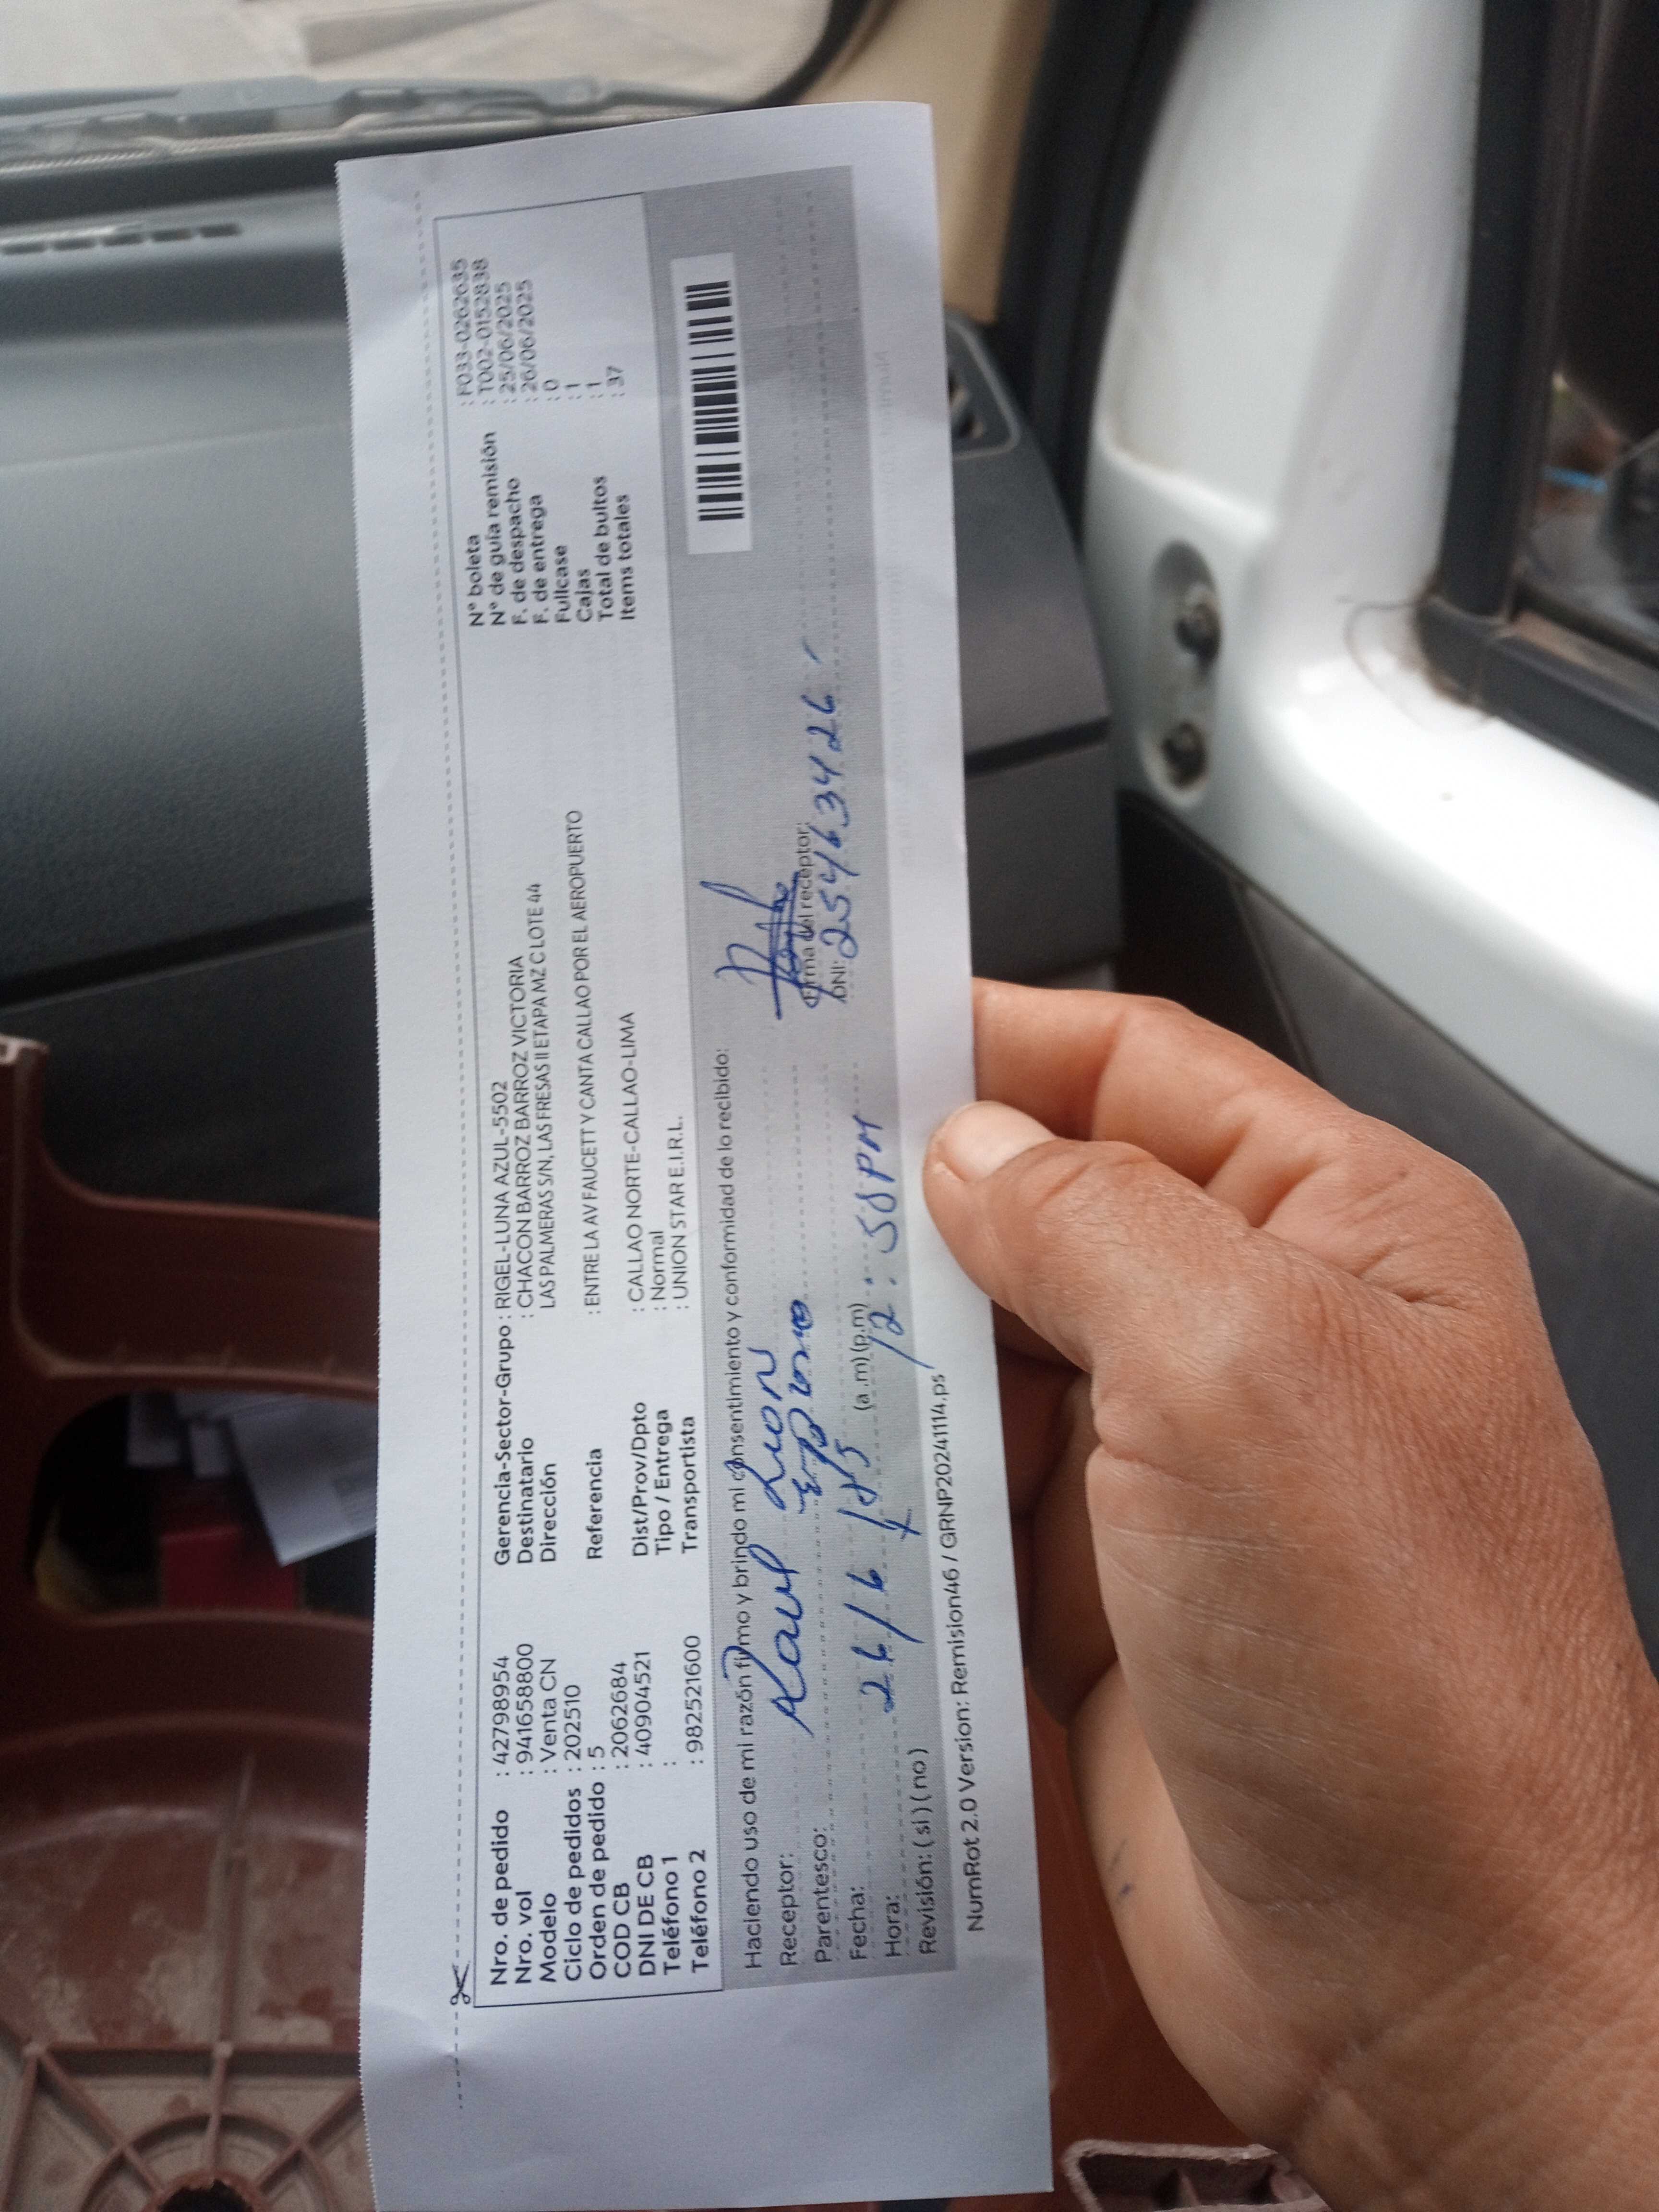 Nro. de pedido : 42798954
Nro. vol : 941658800
Modelo : Venta CN
Ciclo de pedidos : 202510
Orden de pedido : 5
COD CB : 2062684
DNI DE CB : 40904521
Teléfono 1 :
Teléfono 2 : 982521600
Gerencia-Sector-Grupo : RIGEL-LUNA AZUL-5502
Destinatario : CHACON BARROZ BARROZ VICTORIA
Dirección LAS PALMERAS S/N, LAS FRESAS II ETAPA MZ C LOTE 44
Referencia : ENTRE LA AV FAUCETT Y CANTA CALLAO POR EL AEROPUERTO
Dist/Prov/Dpto : CALLAO NORTE-CALLAO-LIMA
Tipo / Entrega : Normal
Transportista : UNION STAR E.I.R.L.
N° boleta : F033-0262635
N° de guía remisión : T002-0152838
F. de despacho : 25/06/2025
F. de entrega : 26/06/2025
Fullcase : 0
Cajas : 1
Total de bultos : 1
Items totales : 37
Haciendo uso de mi razón firmo y brindo mi consentimiento y conformidad de lo recibido:
Receptor: Raul Leon
Parentesco:
Fecha: 26/6
Hora: (a.m) (p.m) 12:50PM
Revisión: ( si ) ( no )
Firma del receptor:
DNI: 25463426
NumRot 2.0 Version: Remision46 / GRNP20241114.ps